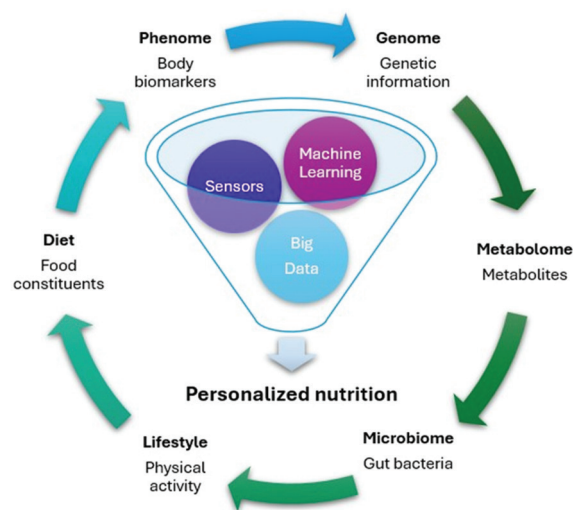 Phenome
Body
biomarkers
Genome
Genetic
information
Machine
Learning
Sensors
Big
Data
Metabolome
Metabolites
Microbiome
Gut bacteria
Lifestyle
Physical
activity
Diet
Food
constituents
Personalized nutrition